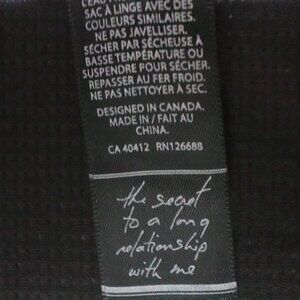 SAC À LINGE AVEC DES
COULEURS SIMILAIRES.
NE PAS JAVELLISER.
SÉCHER PAR SÉCHEUSE À
BASSE TEMPÉRATURE OU
SUSPENDRE POUR SÉCHER.
REPASSER AU FER FROID.
NE PAS NETTOYER À SEC.
DESIGNED IN CANADA.
MADE IN / FAIT AU
CHINA.
CA 40412 RN126688
the secret
to a long
relationship
with me